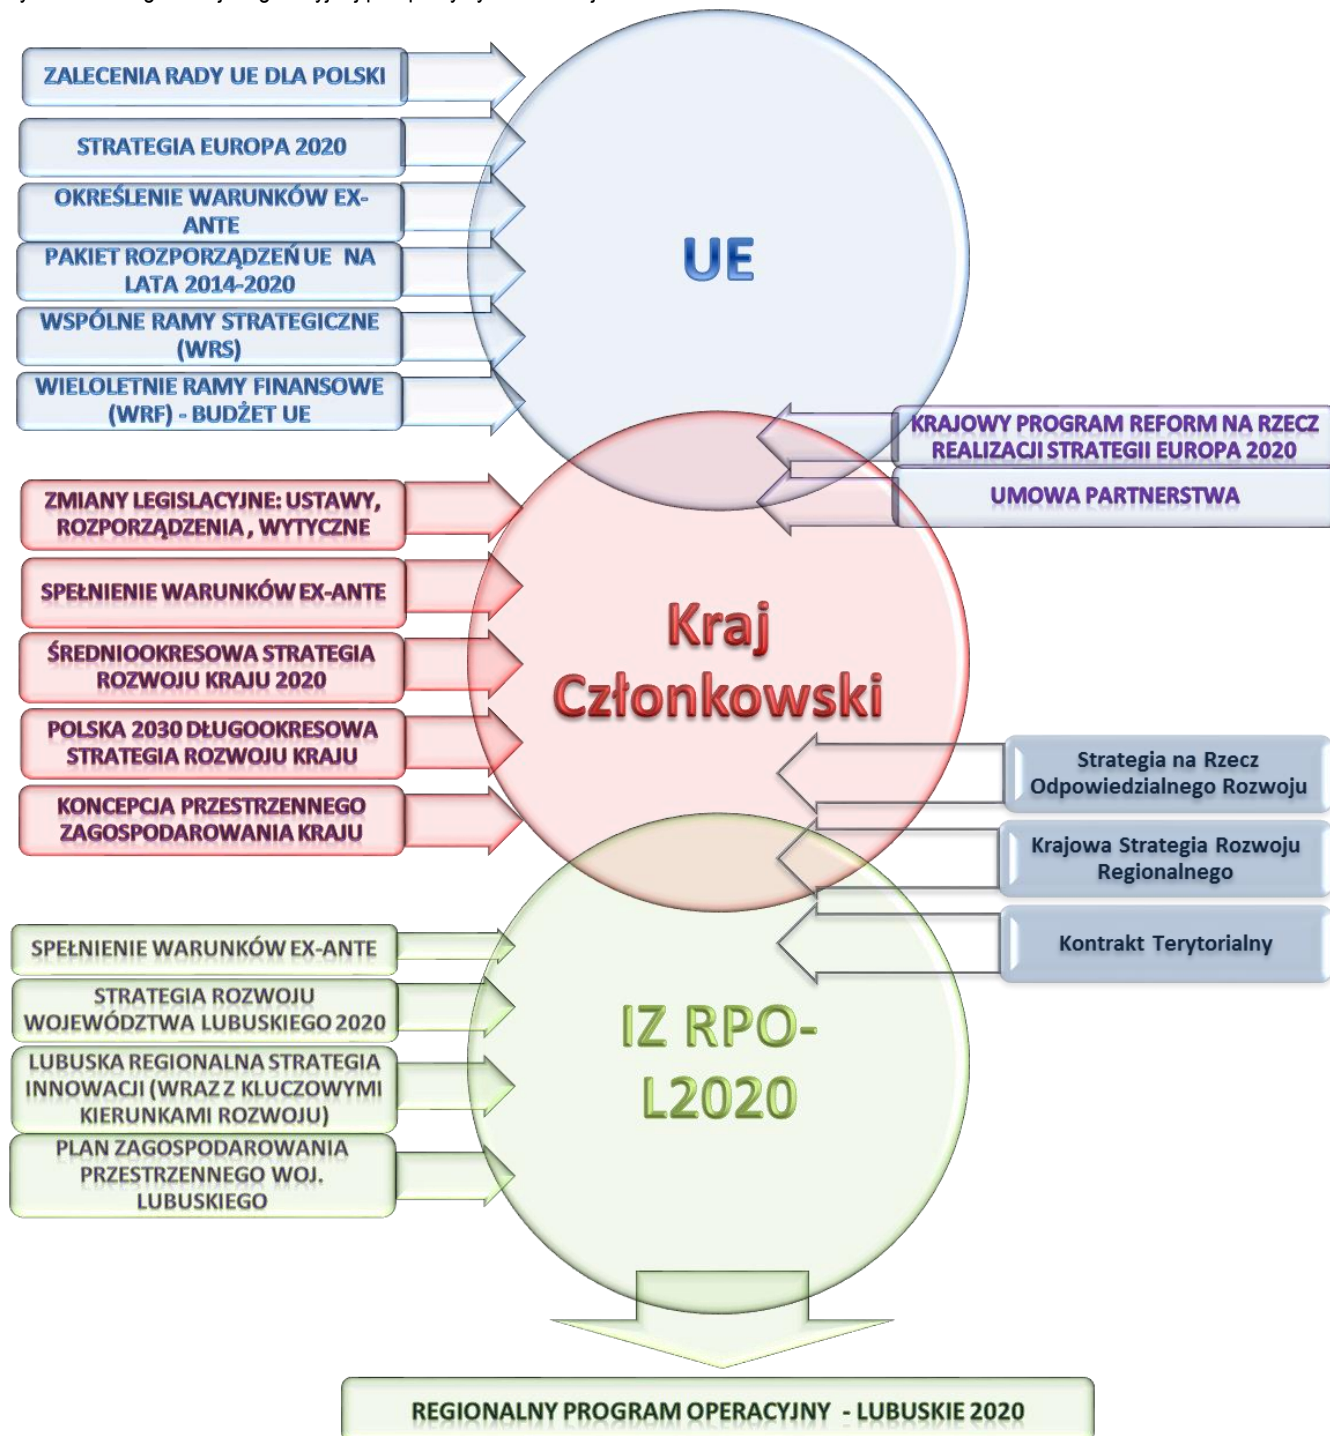 ZALECENIA RADY UE DLA POLSKI
STRATEGIA EUROPA 2020
OKREŚLENIE WARUNKÓW EX-
ANTE
PAKIET ROZPORZĄDZEŃ UE NA
LATA 2014-2020
WSPÓLNE RAMY STRATEGICZNE
(WRS)
WIELOLETNIE RAMY FINANSOWE
(WRF) - BUDŻET UE
UE
KRAJOWY PROGRAM REFORM NA RZECZ
REALIZACJI STRATEGII EUROPA 2020
UMOWA PARTNERSTWA
ZMIANY LEGISLACYJNE: USTAWY,
ROZPORZĄDZENIA , WYTYCZNE
SPEŁNIENIE WARUNKÓW EX-ANTE
ŚREDNIOOKRESOWA STRATEGIA
ROZWOJU KRAJU 2020
POLSKA 2030 DŁUGOOKRESOWA
STRATEGIA ROZWOJU KRAJU
KONCEPCJA PRZESTRZENNEGO
ZAGOSPODAROWANIA KRAJU
Kraj
Członkowski
Strategia na Rzecz
Odpowiedzialnego Rozwoju
Krajowa Strategia Rozwoju
Regionalnego
Kontrakt Terytorialny
SPEŁNIENIE WARUNKÓW EX-ANTE
STRATEGIA ROZWOJU
WOJEWÓDZTWA LUBUSKIEGO 2020
LUBUSKA REGIONALNA STRATEGIA
INNOWACJI (WRAZ Z KLUCZOWYMI
KIERUNKAMI ROZWOJU)
PLAN ZAGOSPODAROWANIA
PRZESTRZENNEGO WOJ.
LUBUSKIEGO
IZ RPO-
L2020
REGIONALNY PROGRAM OPERACYJNY - LUBUSKIE 2020